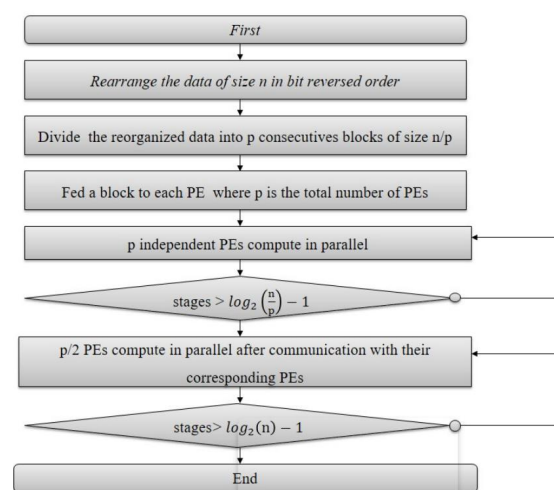 First
Rearrange the data of size n in bit reversed order
Divide the reorganized data into p consecutives blocks of size n/p
Fed a block to each PE where p is the total number of PEs
p independent PEs compute in parallel
stages > log₂(n/p) − 1
p/2 PEs compute in parallel after communication with their
corresponding PEs
stages> log₂(n) − 1
End